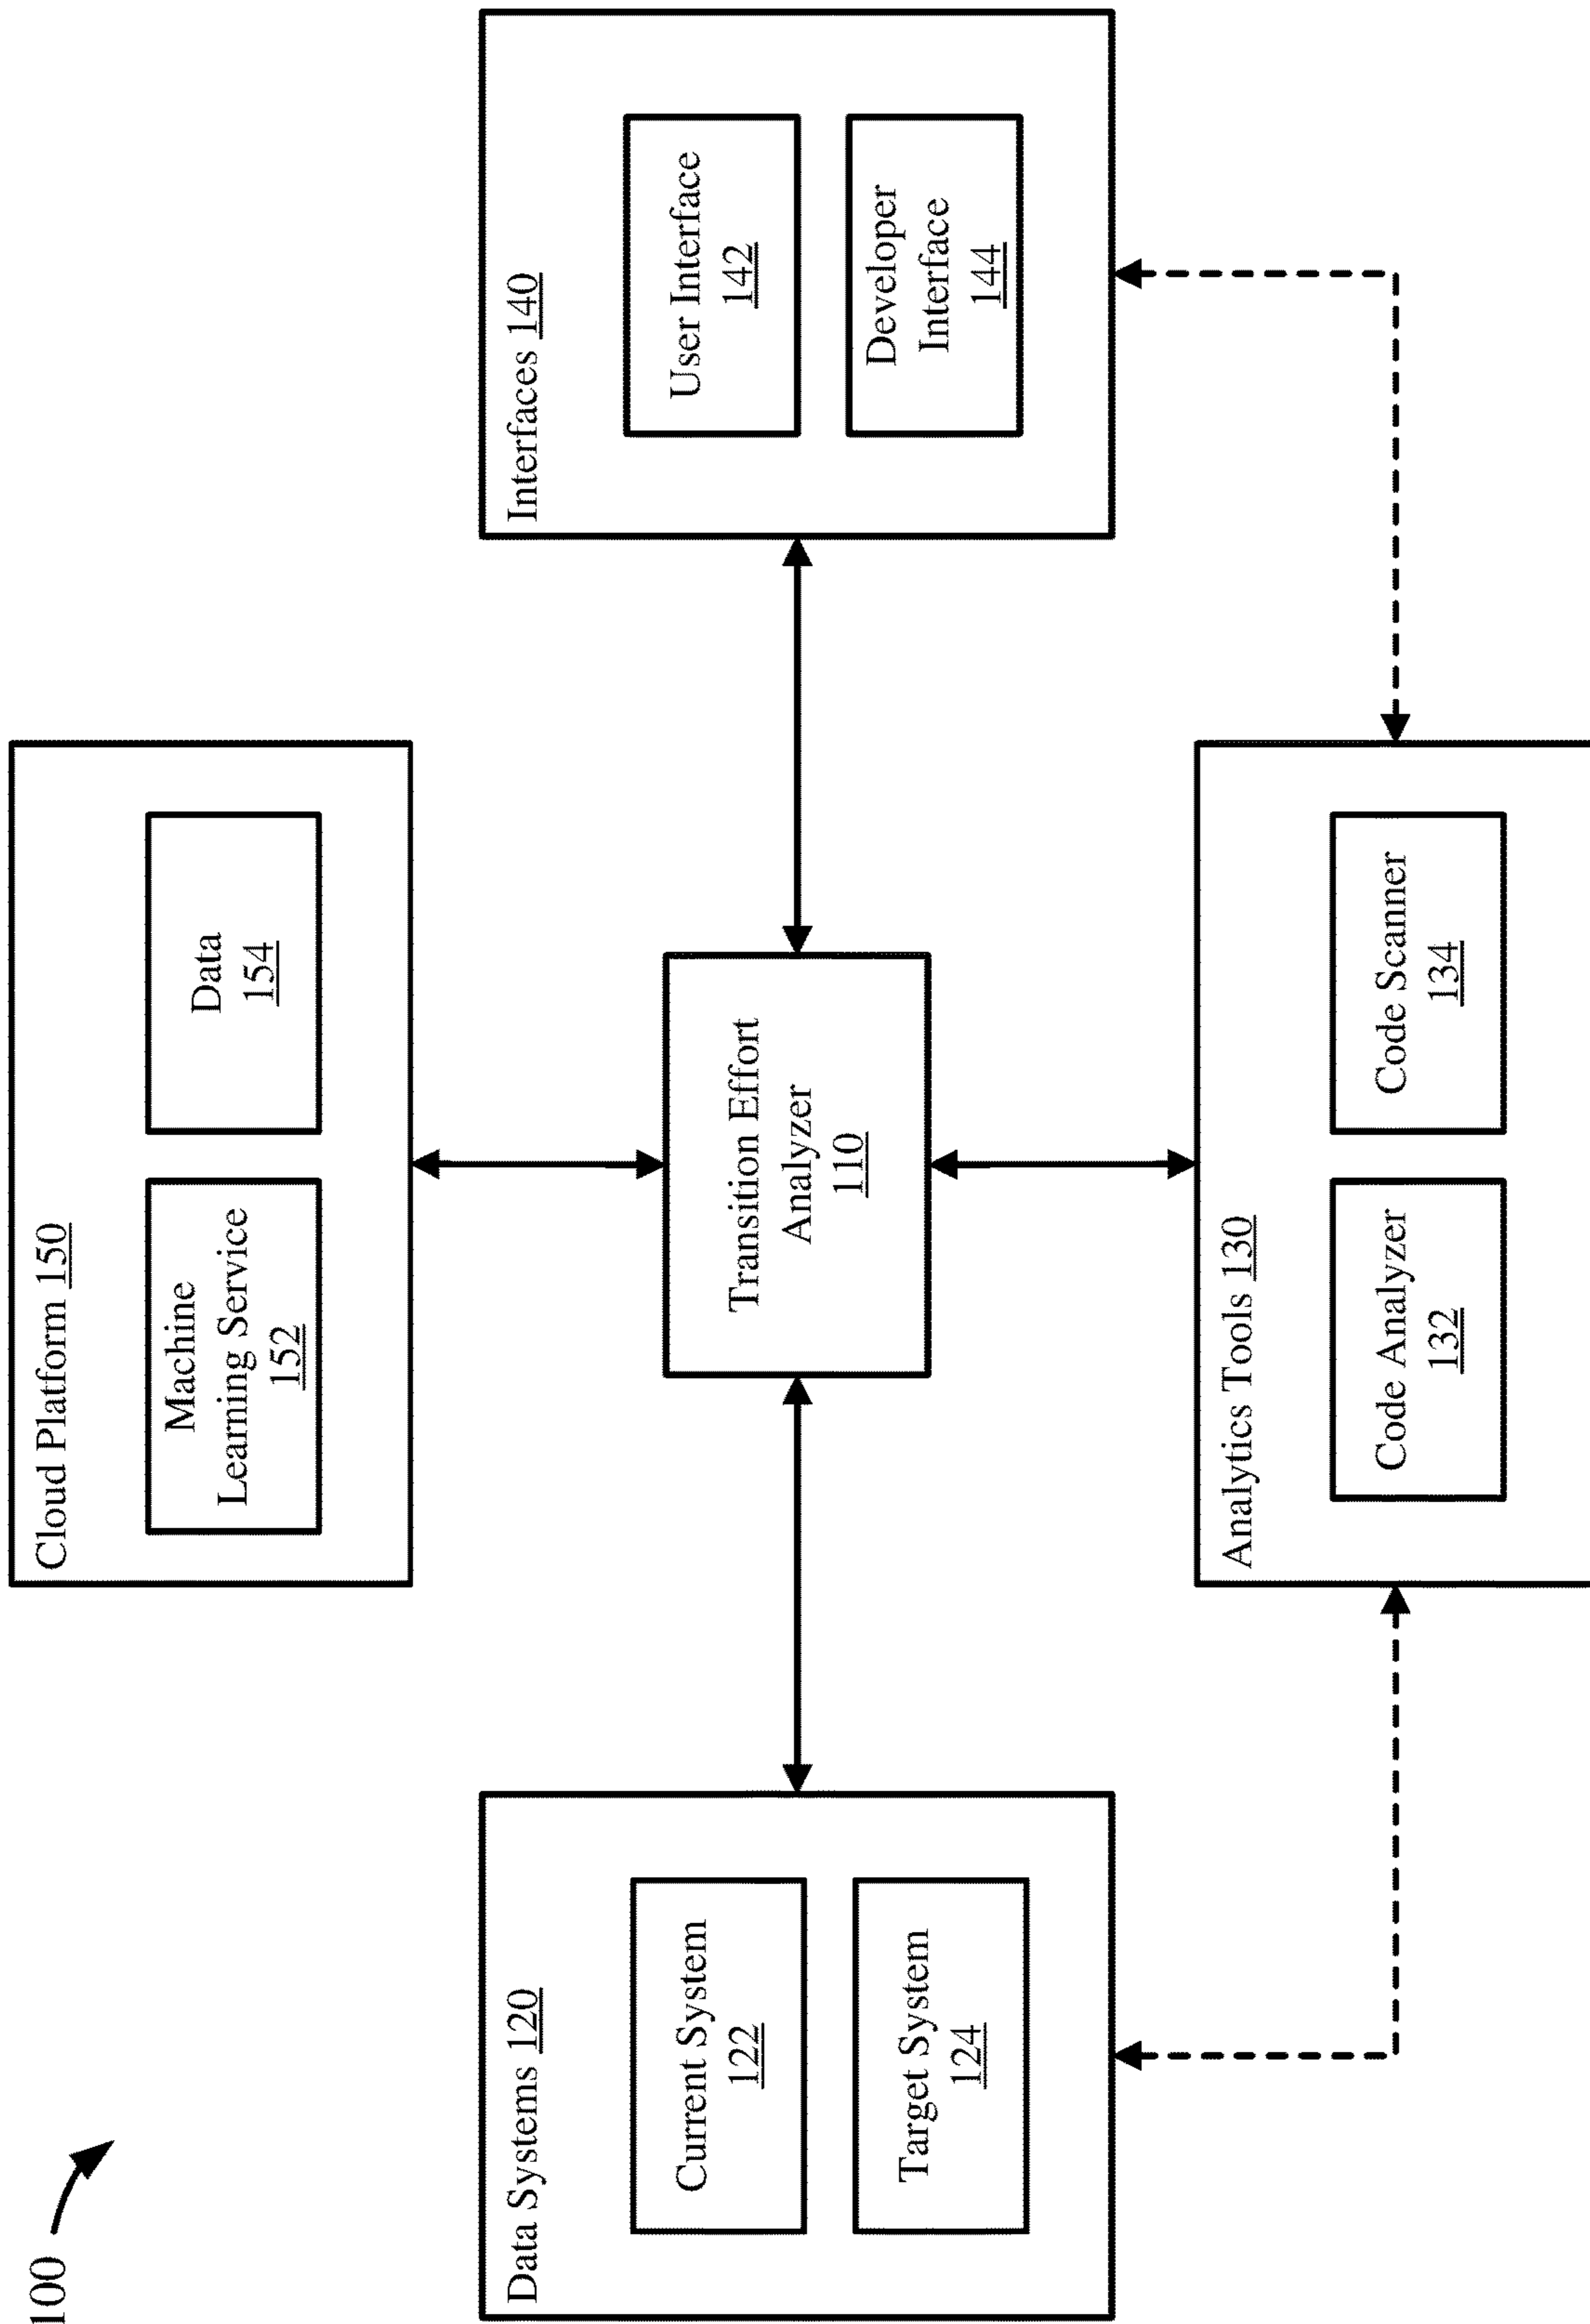 100
Cloud Platform 150
Machine
Learning Service
152
Data
154
Data Systems 120
Current System
122
Target System
124
Transition Effort
Analyzer
110
Interfaces 140
User Interface
142
Developer
Interface
144
Analytics Tools 130
Code Analyzer
132
Code Scanner
134